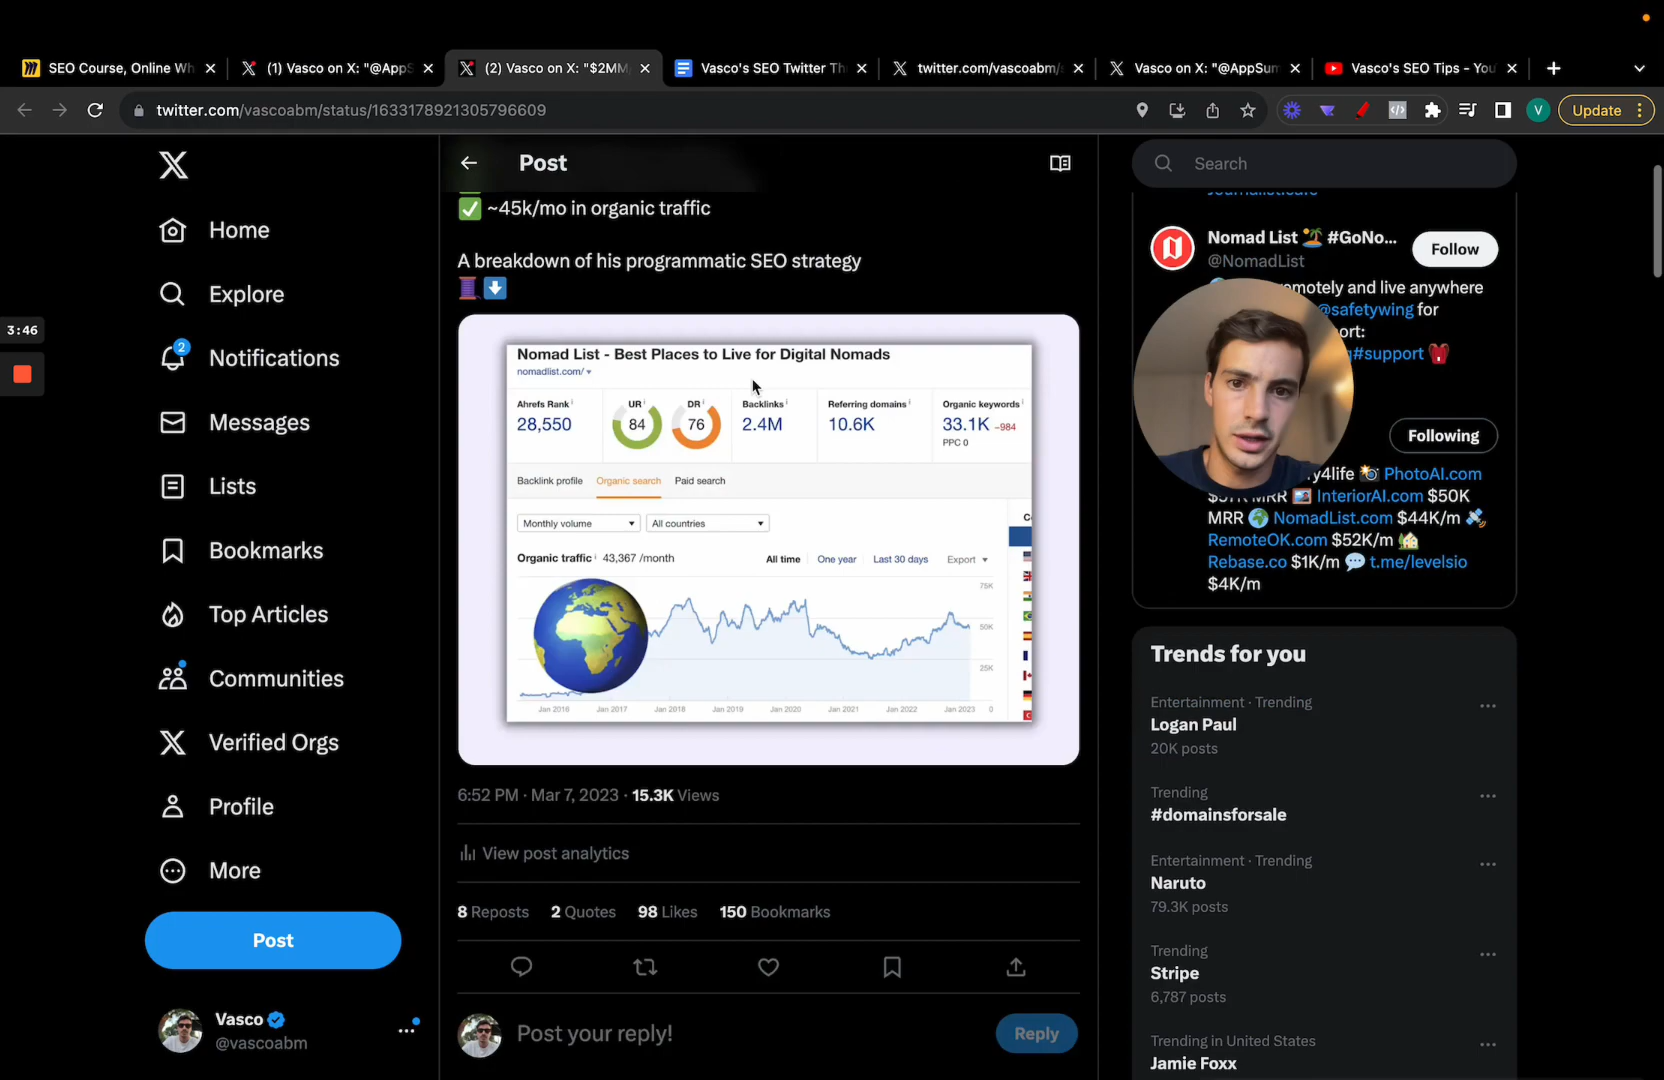 SEO Course, Online Wh
(1) Vasco on X: "@AppS
(2) Vasco on X: "$2MM
Vasco's SEO Twitter Th
twitter.com/vascoabm/
Vasco on X: "@AppSum
Vasco's SEO Tips - You
twitter.com/vascoabm/status/1633178921305796609
V
Update
3:46
Home
Explore
2
Notifications
Messages
Lists
Bookmarks
Top Articles
Communities
Verified Orgs
Profile
More
Post
Vasco
@vascoabm
Post
~45k/mo in organic traffic
A breakdown of his programmatic SEO strategy
Nomad List - Best Places to Live for Digital Nomads
nomadlist.com/
Ahrefs Rank
28,550
UR
84
DR
76
Backlinks
2.4M
Referring domains
10.6K
Organic keywords
33.1K -984
PPC 0
Backlink profile
Organic search
Paid search
Monthly volume
All countries
Organic traffic 43,367 /month
All time
One year
Last 30 days
Export
75K
50K
25K
0
Jan 2016
Jan 2017
Jan 2018
Jan 2019
Jan 2020
Jan 2021
Jan 2022
Jan 2023
6:52 PM · Mar 7, 2023 · 15.3K Views
View post analytics
8 Reposts
2 Quotes
98 Likes
150 Bookmarks
Post your reply!
Reply
Search
Nomad List #GoNo...
@NomadList
Follow
emotely and live anywhere
@safetywing for
ort:
#support
Following
y4life PhotoAI.com
MRR InteriorAI.com $50K
MRR NomadList.com $44K/m
RemoteOK.com $52K/m
Rebase.co $1K/m t.me/levelsio
$4K/m
Trends for you
Entertainment · Trending
Logan Paul
20K posts
Trending
#domainsforsale
Entertainment · Trending
Naruto
79.3K posts
Trending
Stripe
6,787 posts
Trending in United States
Jamie Foxx